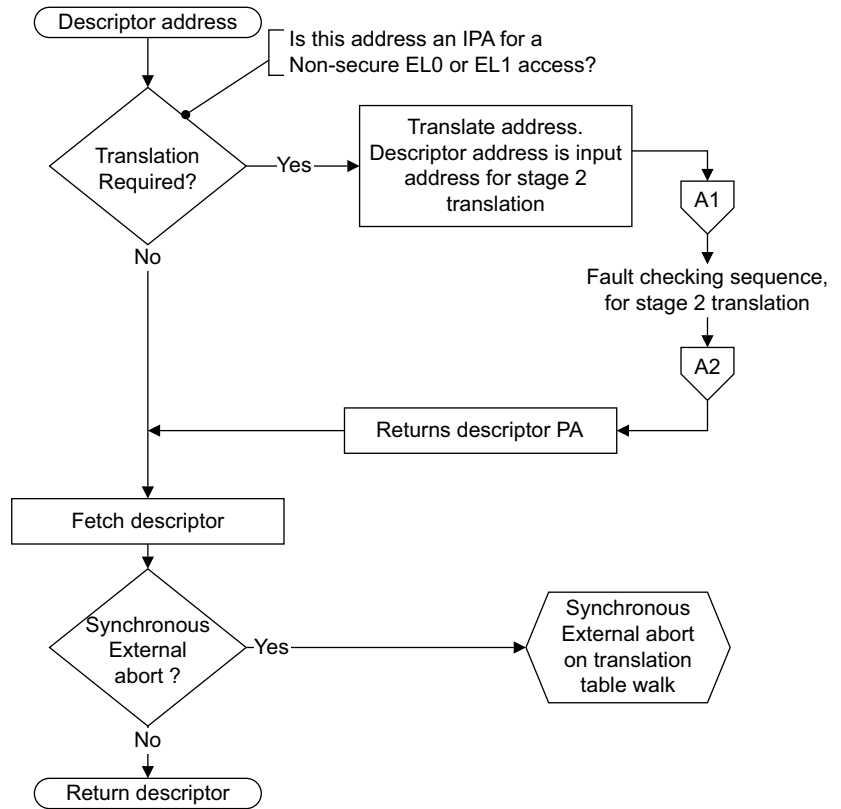 Descriptor address
Is this address an IPA for a
Non-secure EL0 or EL1 access?
Translation
Required?
Yes
Translate address.
Descriptor address is input
address for stage 2
translation
A1
No
Fault checking sequence,
for stage 2 translation
A2
Returns descriptor PA
Fetch descriptor
Synchronous
External
abort ?
Yes
Synchronous
External abort
on translation
table walk
No
Return descriptor